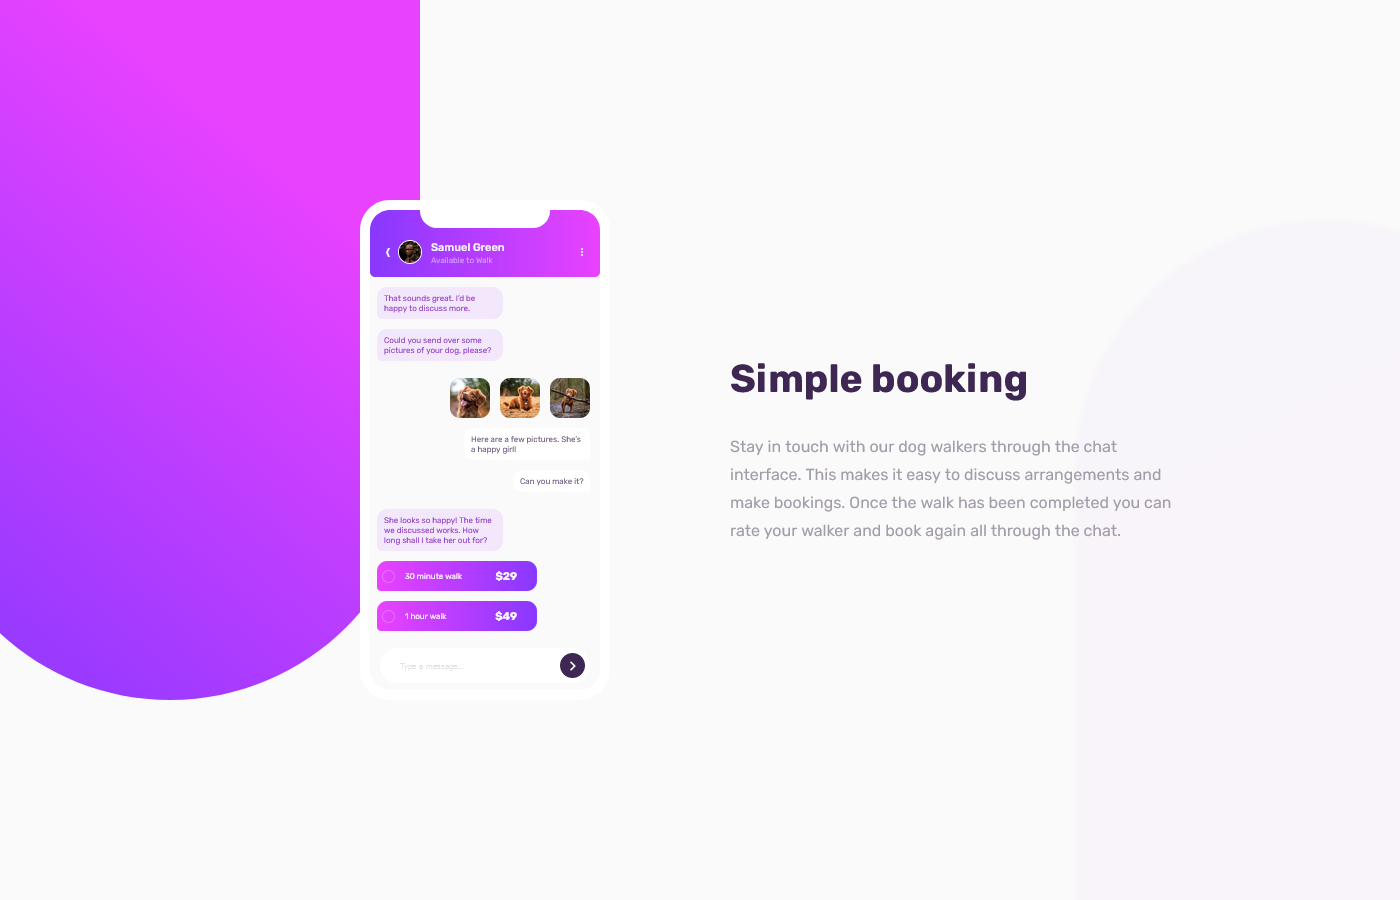 Samuel Green
Available to Walk
That sounds great. I'd be
happy to discuss more.
Could you send over some
pictures of your dog, please?
Here are a few pictures. She's
a happy girl!
Can you make it?
She looks so happy! The time
we discussed works. How
long shall I take her out for?
30 minute walk $29
1 hour walk $49
Type a message...
Simple booking
Stay in touch with our dog walkers through the chat
interface. This makes it easy to discuss arrangements and
make bookings. Once the walk has been completed you can
rate your walker and book again all through the chat.